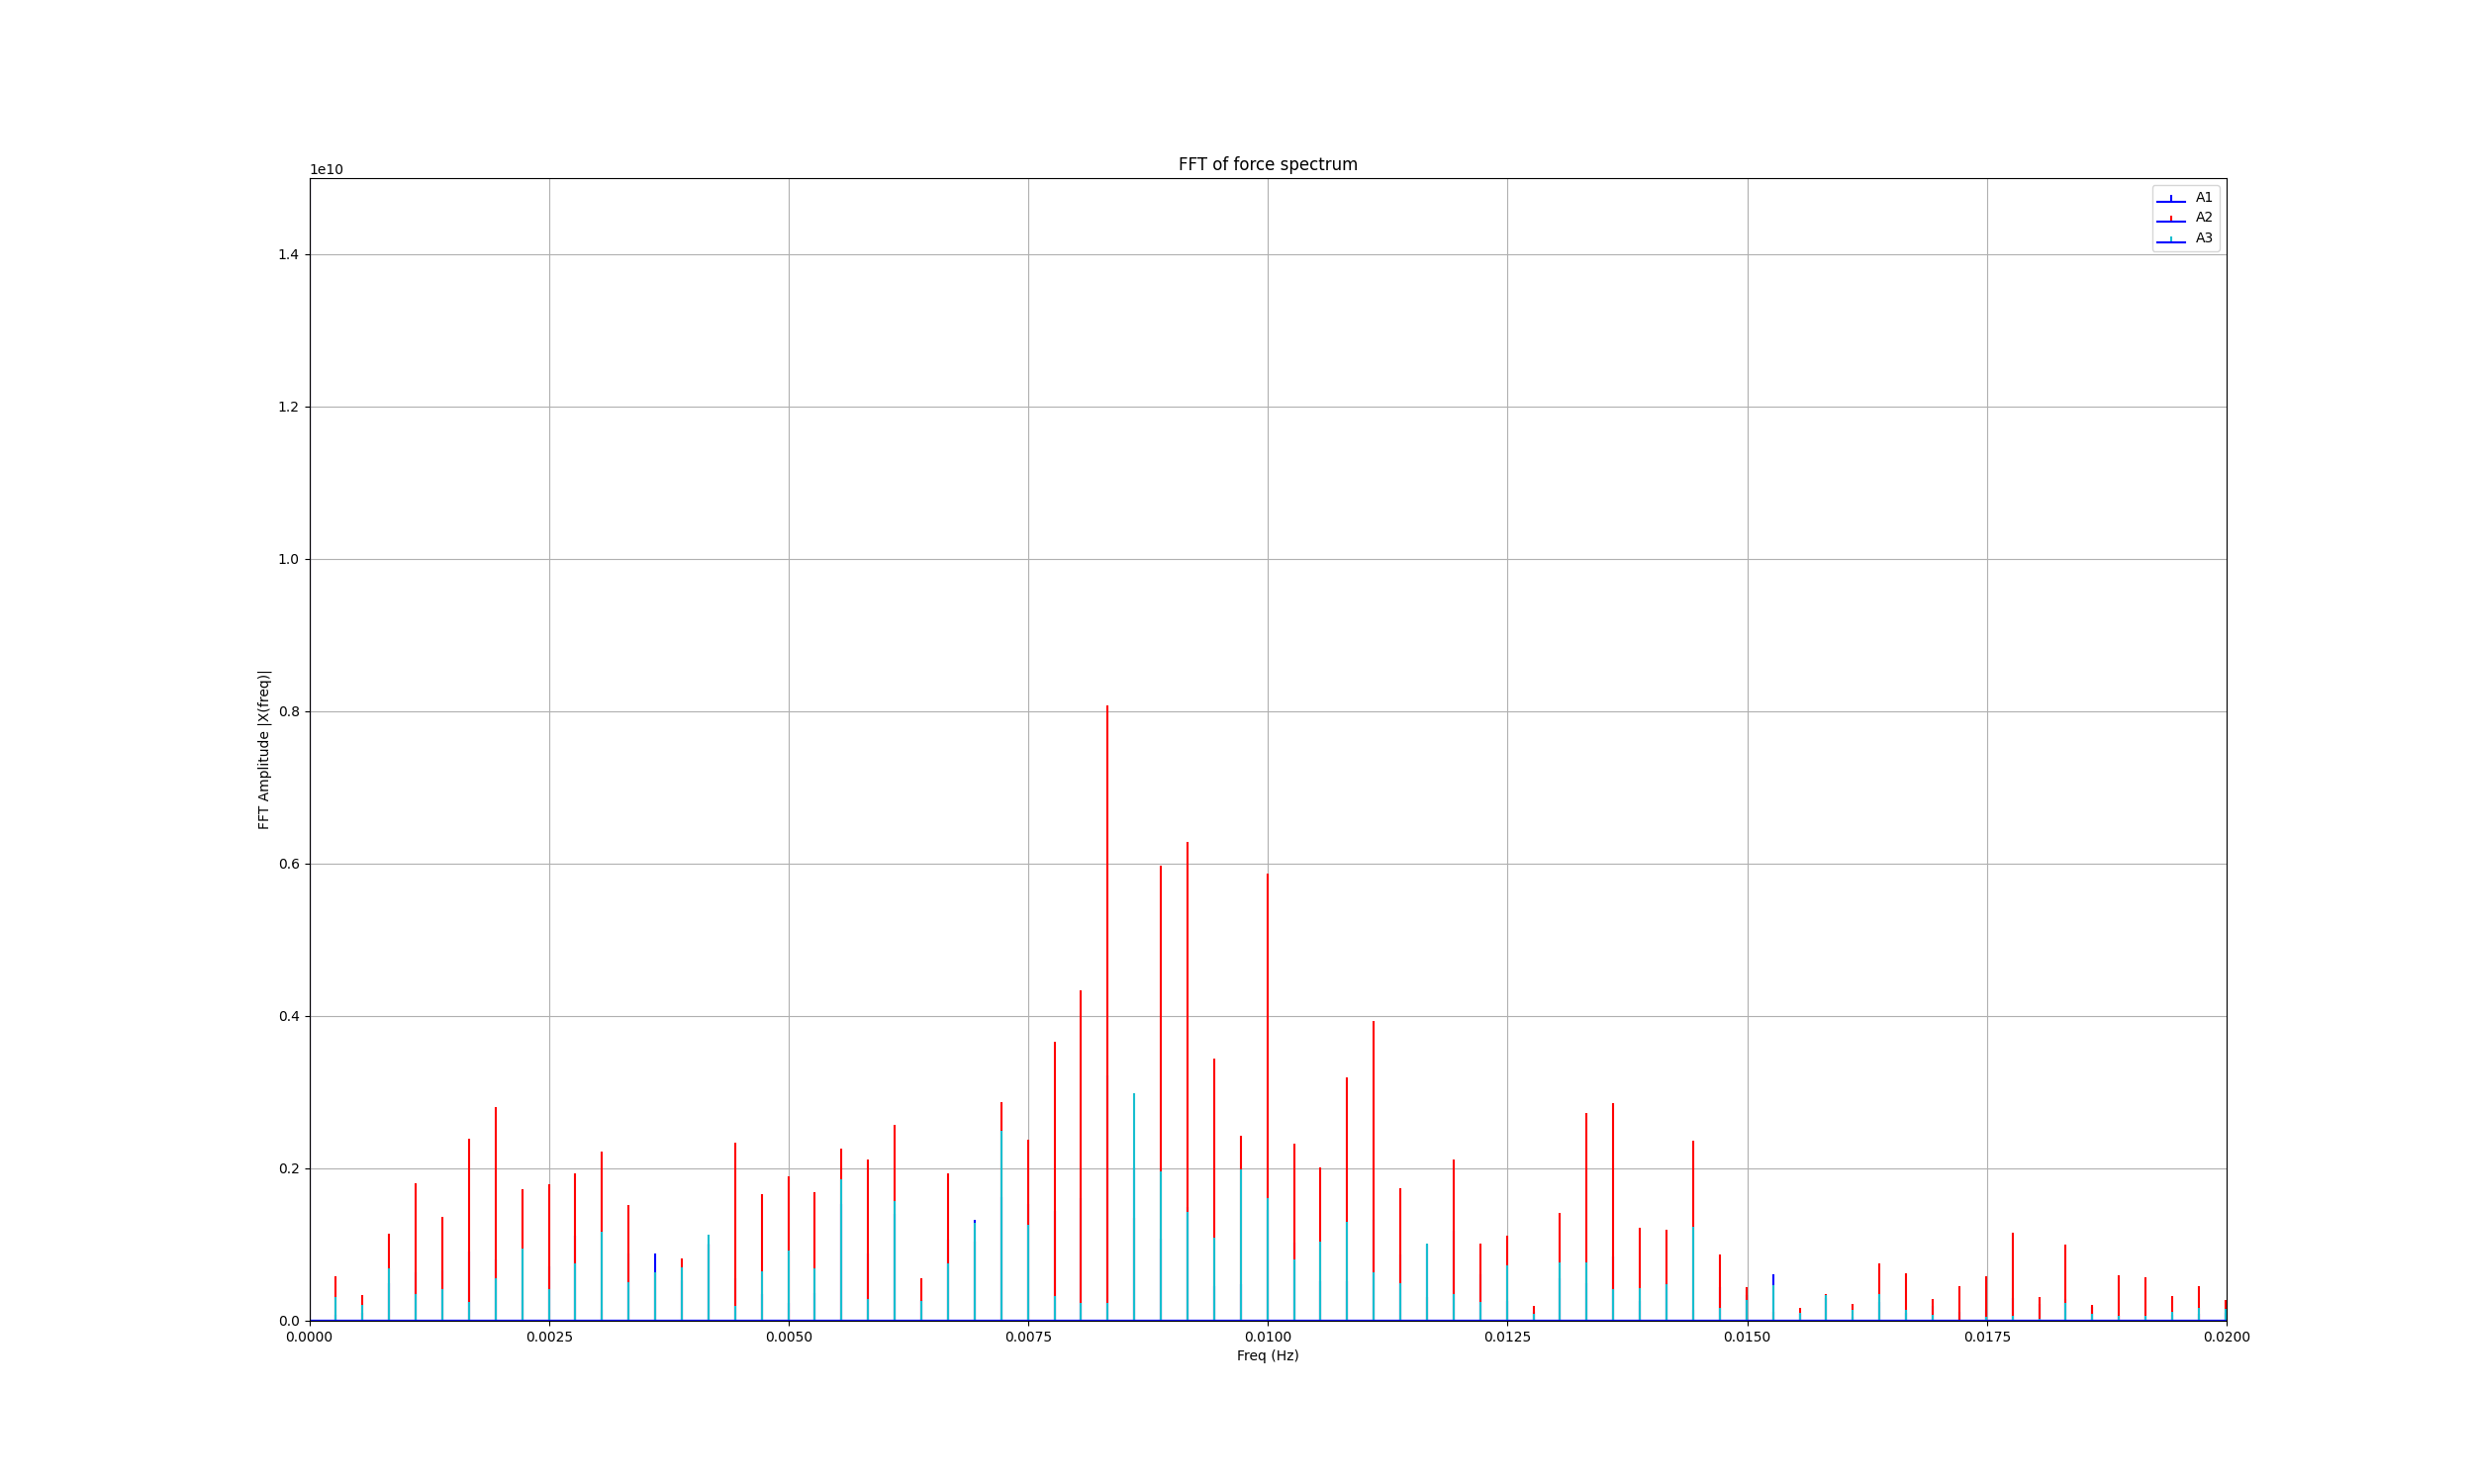 FFT of force spectrum
1e10
A1
A2
A3
1.4
1.2
1.0
0.8
0.6
0.4
0.2
0.0
FFT Amplitude |X(freq)|
0.0000 0.0025 0.0050 0.0075 0.0100 0.0125 0.0150 0.0175 0.0200
Freq (Hz)